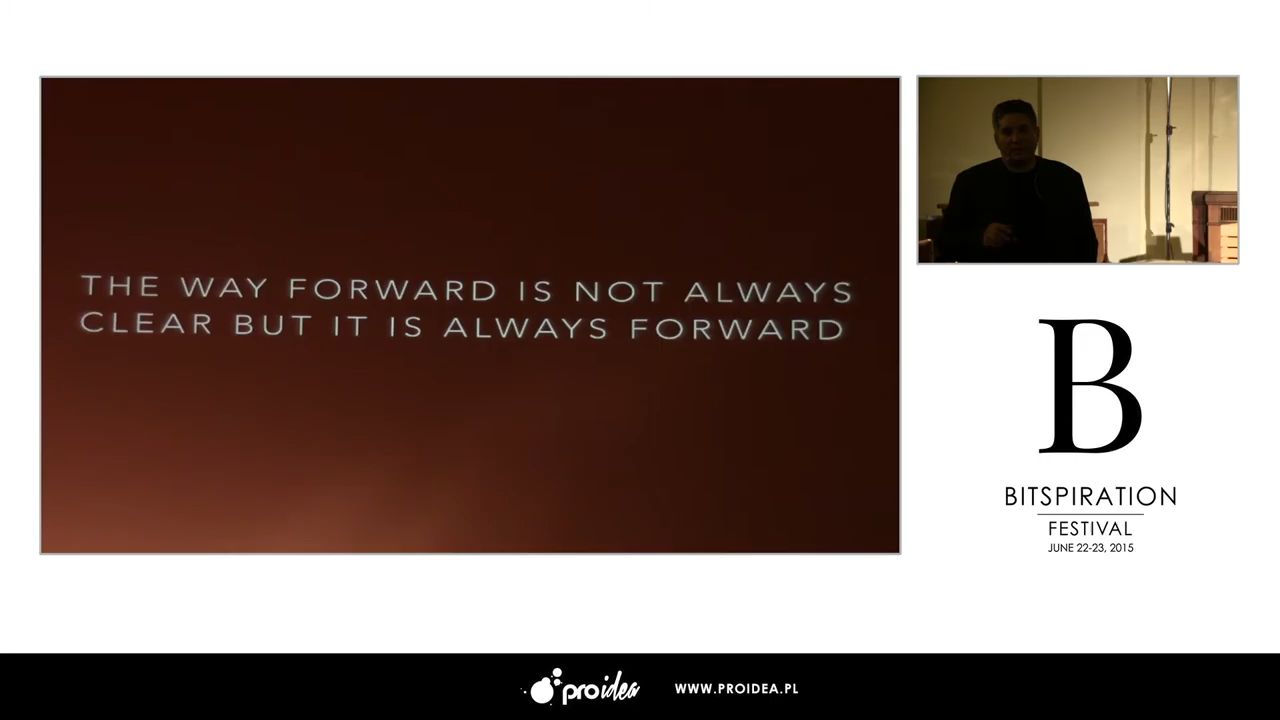 THE WAY FORWARD IS NOT ALWAYS
CLEAR BUT IT IS ALWAYS FORWARD
B
BITSPIRATION
FESTIVAL
JUNE 22-23, 2015
proidea
WWW.PROIDEA.PL